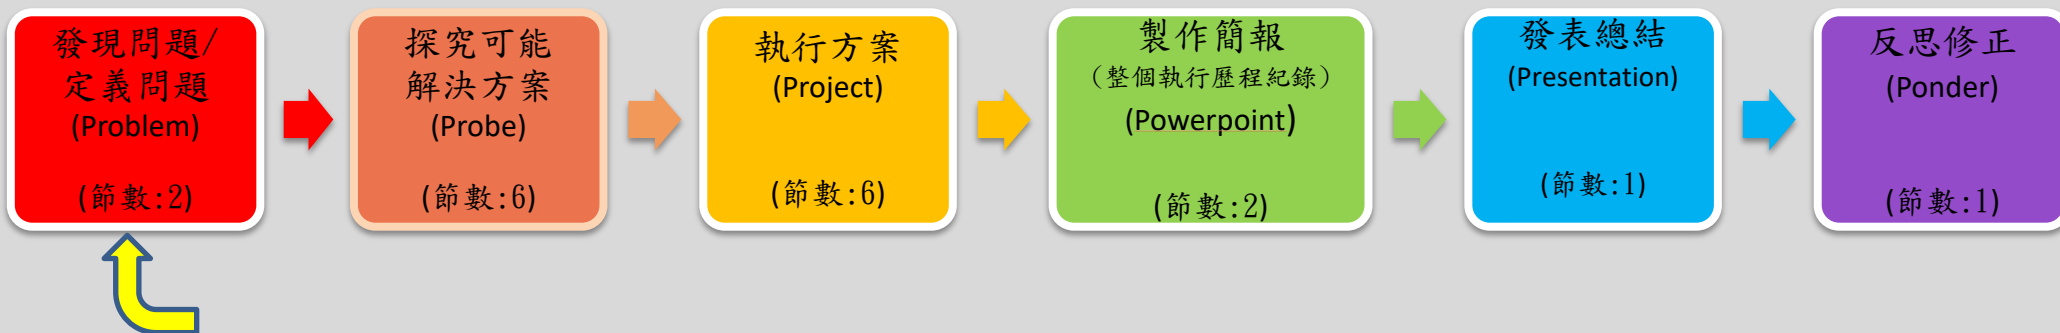 發現問題/
定義問題
(Problem)
(節數:2)
探究可能
解決方案
(Probe)
(節數:6)
執行方案
(Project)
(節數:6)
製作簡報
(整個執行歷程紀錄)
(Powerpoint)
(節數:2)
發表總結
(Presentation)
(節數:1)
反思修正
(Ponder)
(節數:1)